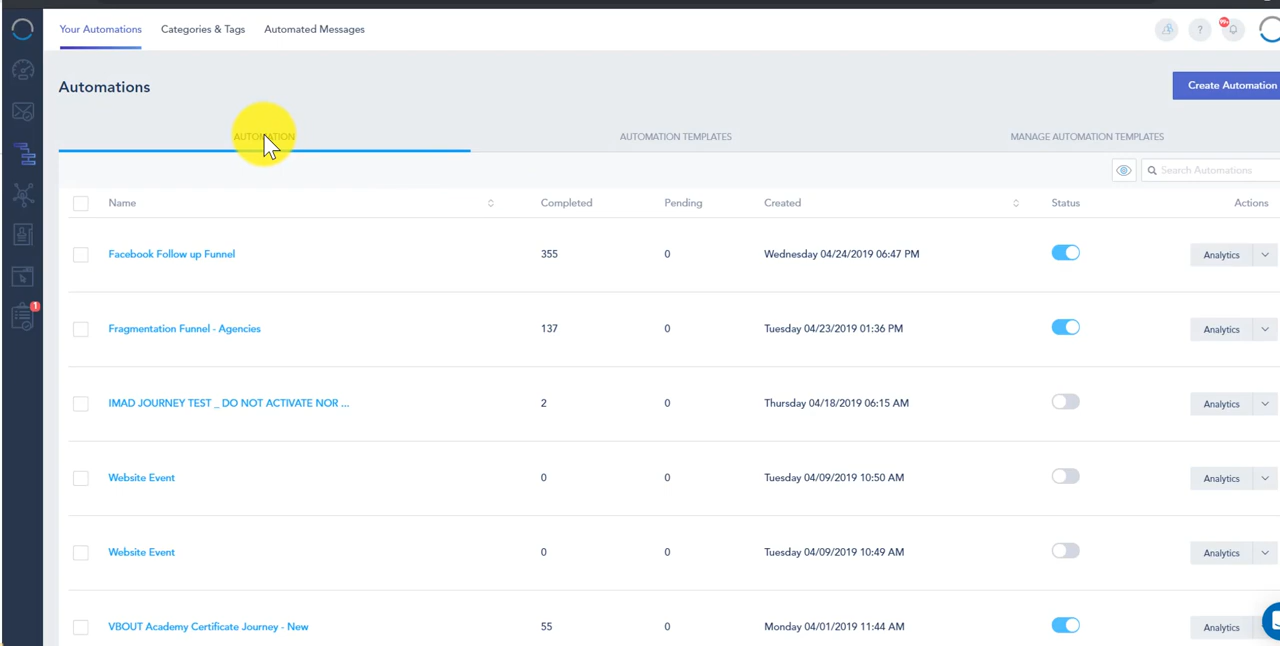 Your Automations Categories & Tags Automated Messages
? 99+
Automations
Create Automation
AUTOMATION AUTOMATION TEMPLATES MANAGE AUTOMATION TEMPLATES
Search Automations
Name Completed Pending Created Status Actions
Facebook Follow up Funnel 355 0 Wednesday 04/24/2019 06:47 PM Analytics
1
Fragmentation Funnel - Agencies 137 0 Tuesday 04/23/2019 01:36 PM Analytics
IMAD JOURNEY TEST _ DO NOT ACTIVATE NOR ... 2 0 Thursday 04/18/2019 06:15 AM Analytics
Website Event 0 0 Tuesday 04/09/2019 10:50 AM Analytics
Website Event 0 0 Tuesday 04/09/2019 10:49 AM Analytics
VBOUT Academy Certificate Journey - New 55 0 Monday 04/01/2019 11:44 AM Analytics